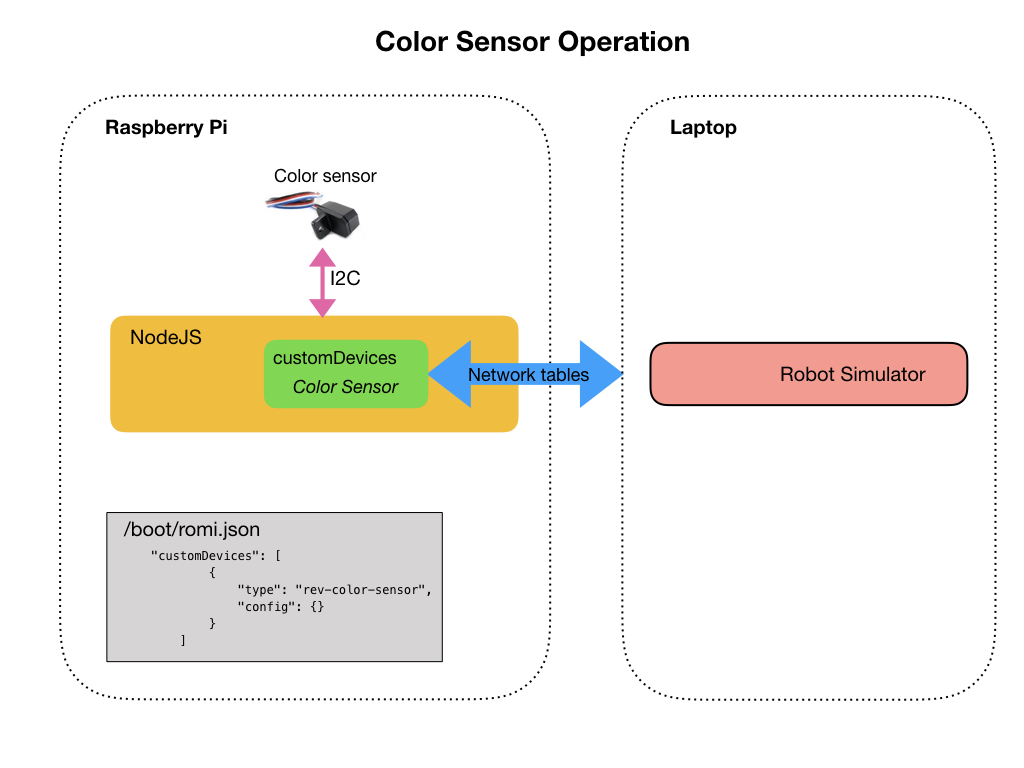 Color Sensor Operation
Raspberry Pi
Laptop
Color sensor
I2C
NodeJS
customDevices
Color Sensor
Network tables
Robot Simulator
/boot/romi.json
"customDevices": [
{
"type": "rev-color-sensor",
"config": {}
}
]